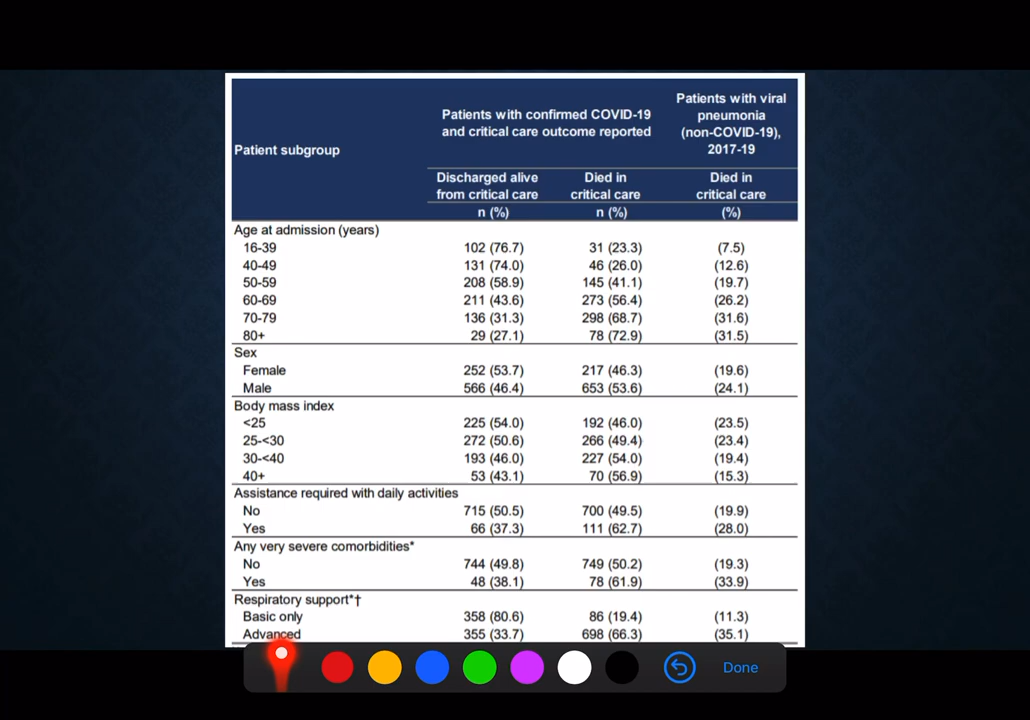 Patient subgroup
Patients with confirmed COVID-19
and critical care outcome reported
Patients with viral
pneumonia
(non-COVID-19),
2017-19
Discharged alive
from critical care
Died in
critical care
Died in
critical care
n (%) n (%) (%)
Age at admission (years)
16-39 102 (76.7) 31 (23.3) (7.5)
40-49 131 (74.0) 46 (26.0) (12.6)
50-59 208 (58.9) 145 (41.1) (19.7)
60-69 211 (43.6) 273 (56.4) (26.2)
70-79 136 (31.3) 298 (68.7) (31.6)
80+ 29 (27.1) 78 (72.9) (31.5)
Sex
Female 252 (53.7) 217 (46.3) (19.6)
Male 566 (46.4) 653 (53.6) (24.1)
Body mass index
<25 225 (54.0) 192 (46.0) (23.5)
25-<30 272 (50.6) 266 (49.4) (23.4)
30-<40 193 (46.0) 227 (54.0) (19.4)
40+ 53 (43.1) 70 (56.9) (15.3)
Assistance required with daily activities
No 715 (50.5) 700 (49.5) (19.9)
Yes 66 (37.3) 111 (62.7) (28.0)
Any very severe comorbidities*
No 744 (49.8) 749 (50.2) (19.3)
Yes 48 (38.1) 78 (61.9) (33.9)
Respiratory support*†
Basic only 358 (80.6) 86 (19.4) (11.3)
Advanced 355 (33.7) 698 (66.3) (35.1)
Done